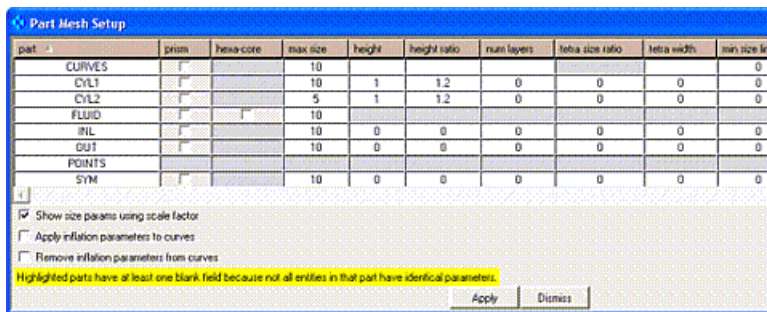 Part Mesh Setup
part prism hexa-core max size height height ratio num layers tetra size ratio tetra width min size
CURVES 10 0
CYL1 10 1 1.2 0 0 0 0
CYL2 5 1 1.2 0 0 0 0
FLUID 10
INL 10 0 0 0 0 0 0
OUT 10 0 0 0 0 0 0
POINTS
SYM 10 0 0 0 0 0 0
Show size params using scale factor
Apply inflation parameters to curves
Remove inflation parameters from curves
Highlighted parts have at least one blank field because not all entities in that part have identical parameters.
Apply Dismiss